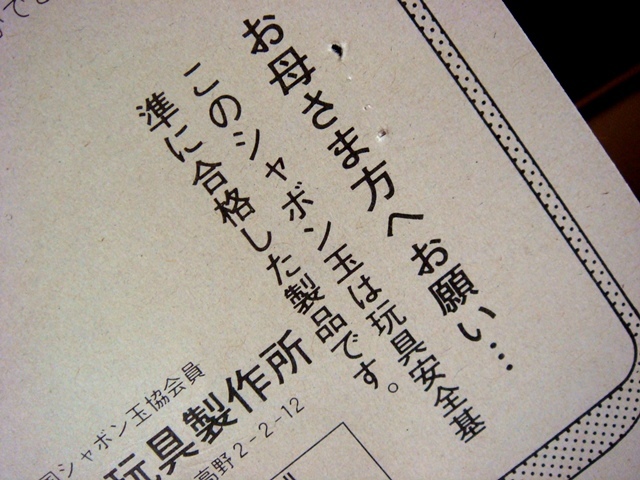 お母さま方へお願い…
このシャボン玉は玩具安全基
準に合格した製品です。
シャボン玉協会員
玩具製作所
高野2-2-12